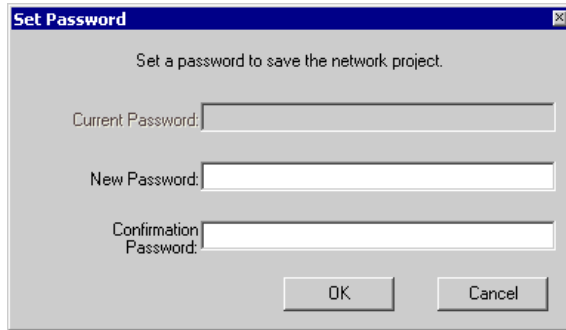 Set Password
Set a password to save the network project.
Current Password:
New Password:
Confirmation
Password:
OK
Cancel